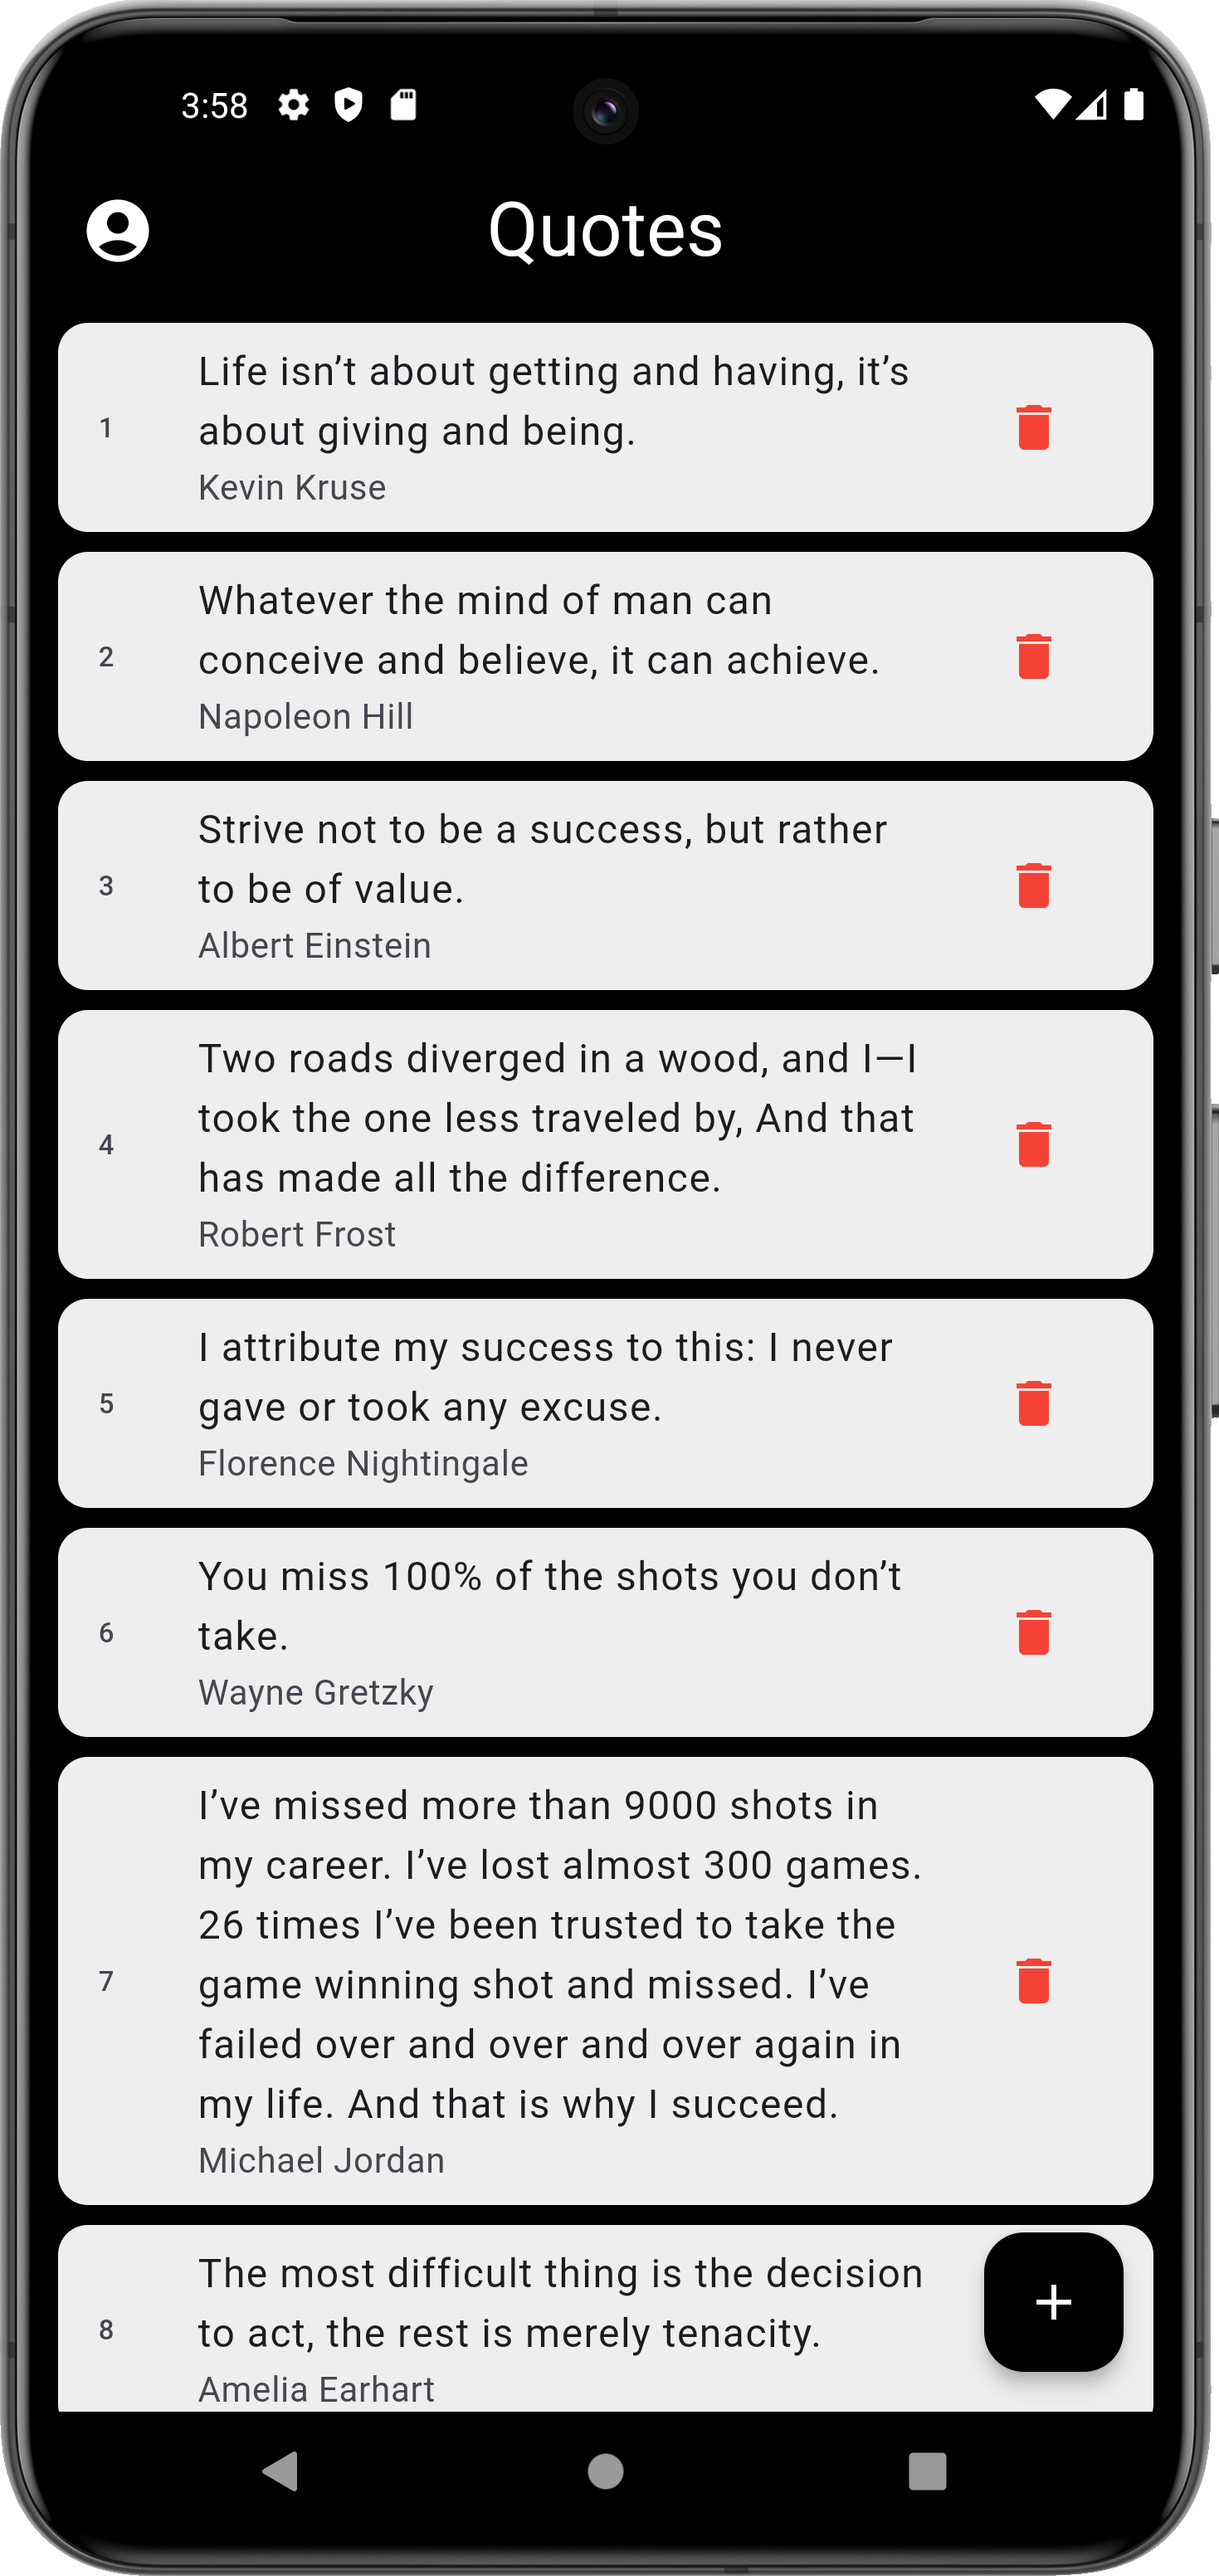 3:58
Quotes
1
Life isn’t about getting and having, it’s
about giving and being.
Kevin Kruse
2
Whatever the mind of man can
conceive and believe, it can achieve.
Napoleon Hill
3
Strive not to be a success, but rather
to be of value.
Albert Einstein
4
Two roads diverged in a wood, and I—I
took the one less traveled by, And that
has made all the difference.
Robert Frost
5
I attribute my success to this: I never
gave or took any excuse.
Florence Nightingale
6
You miss 100% of the shots you don’t
take.
Wayne Gretzky
7
I’ve missed more than 9000 shots in
my career. I’ve lost almost 300 games.
26 times I’ve been trusted to take the
game winning shot and missed. I’ve
failed over and over and over again in
my life. And that is why I succeed.
Michael Jordan
8
The most difficult thing is the decision
to act, the rest is merely tenacity.
Amelia Earhart